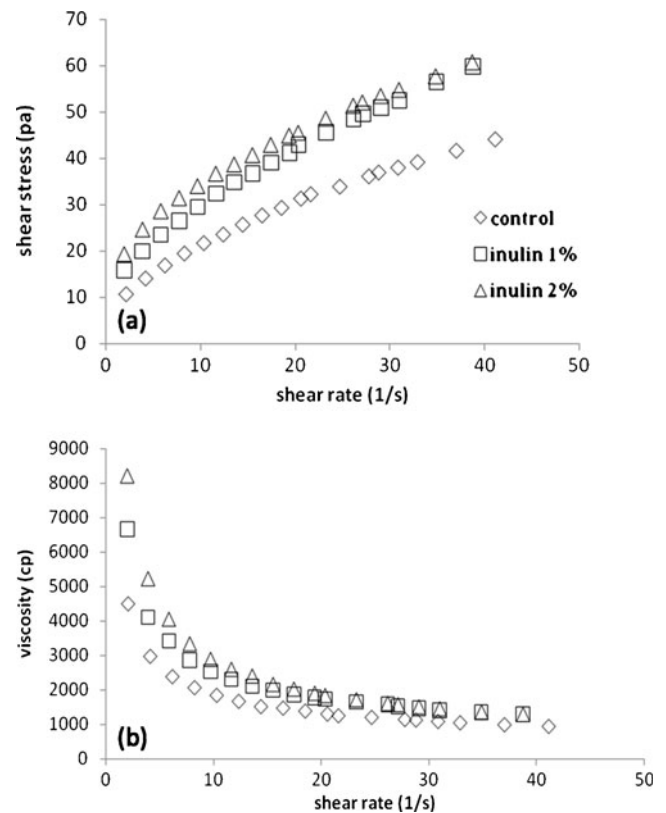 70
60
50
40
30
20
10
0
shear stress (pa)
control
inulin 1%
inulin 2%
(a)
0 10 20 30 40 50
shear rate (1/s)
9000
8000
7000
6000
5000
4000
3000
2000
1000
0
viscosity (cp)
(b)
0 10 20 30 40 50
shear rate (1/s)